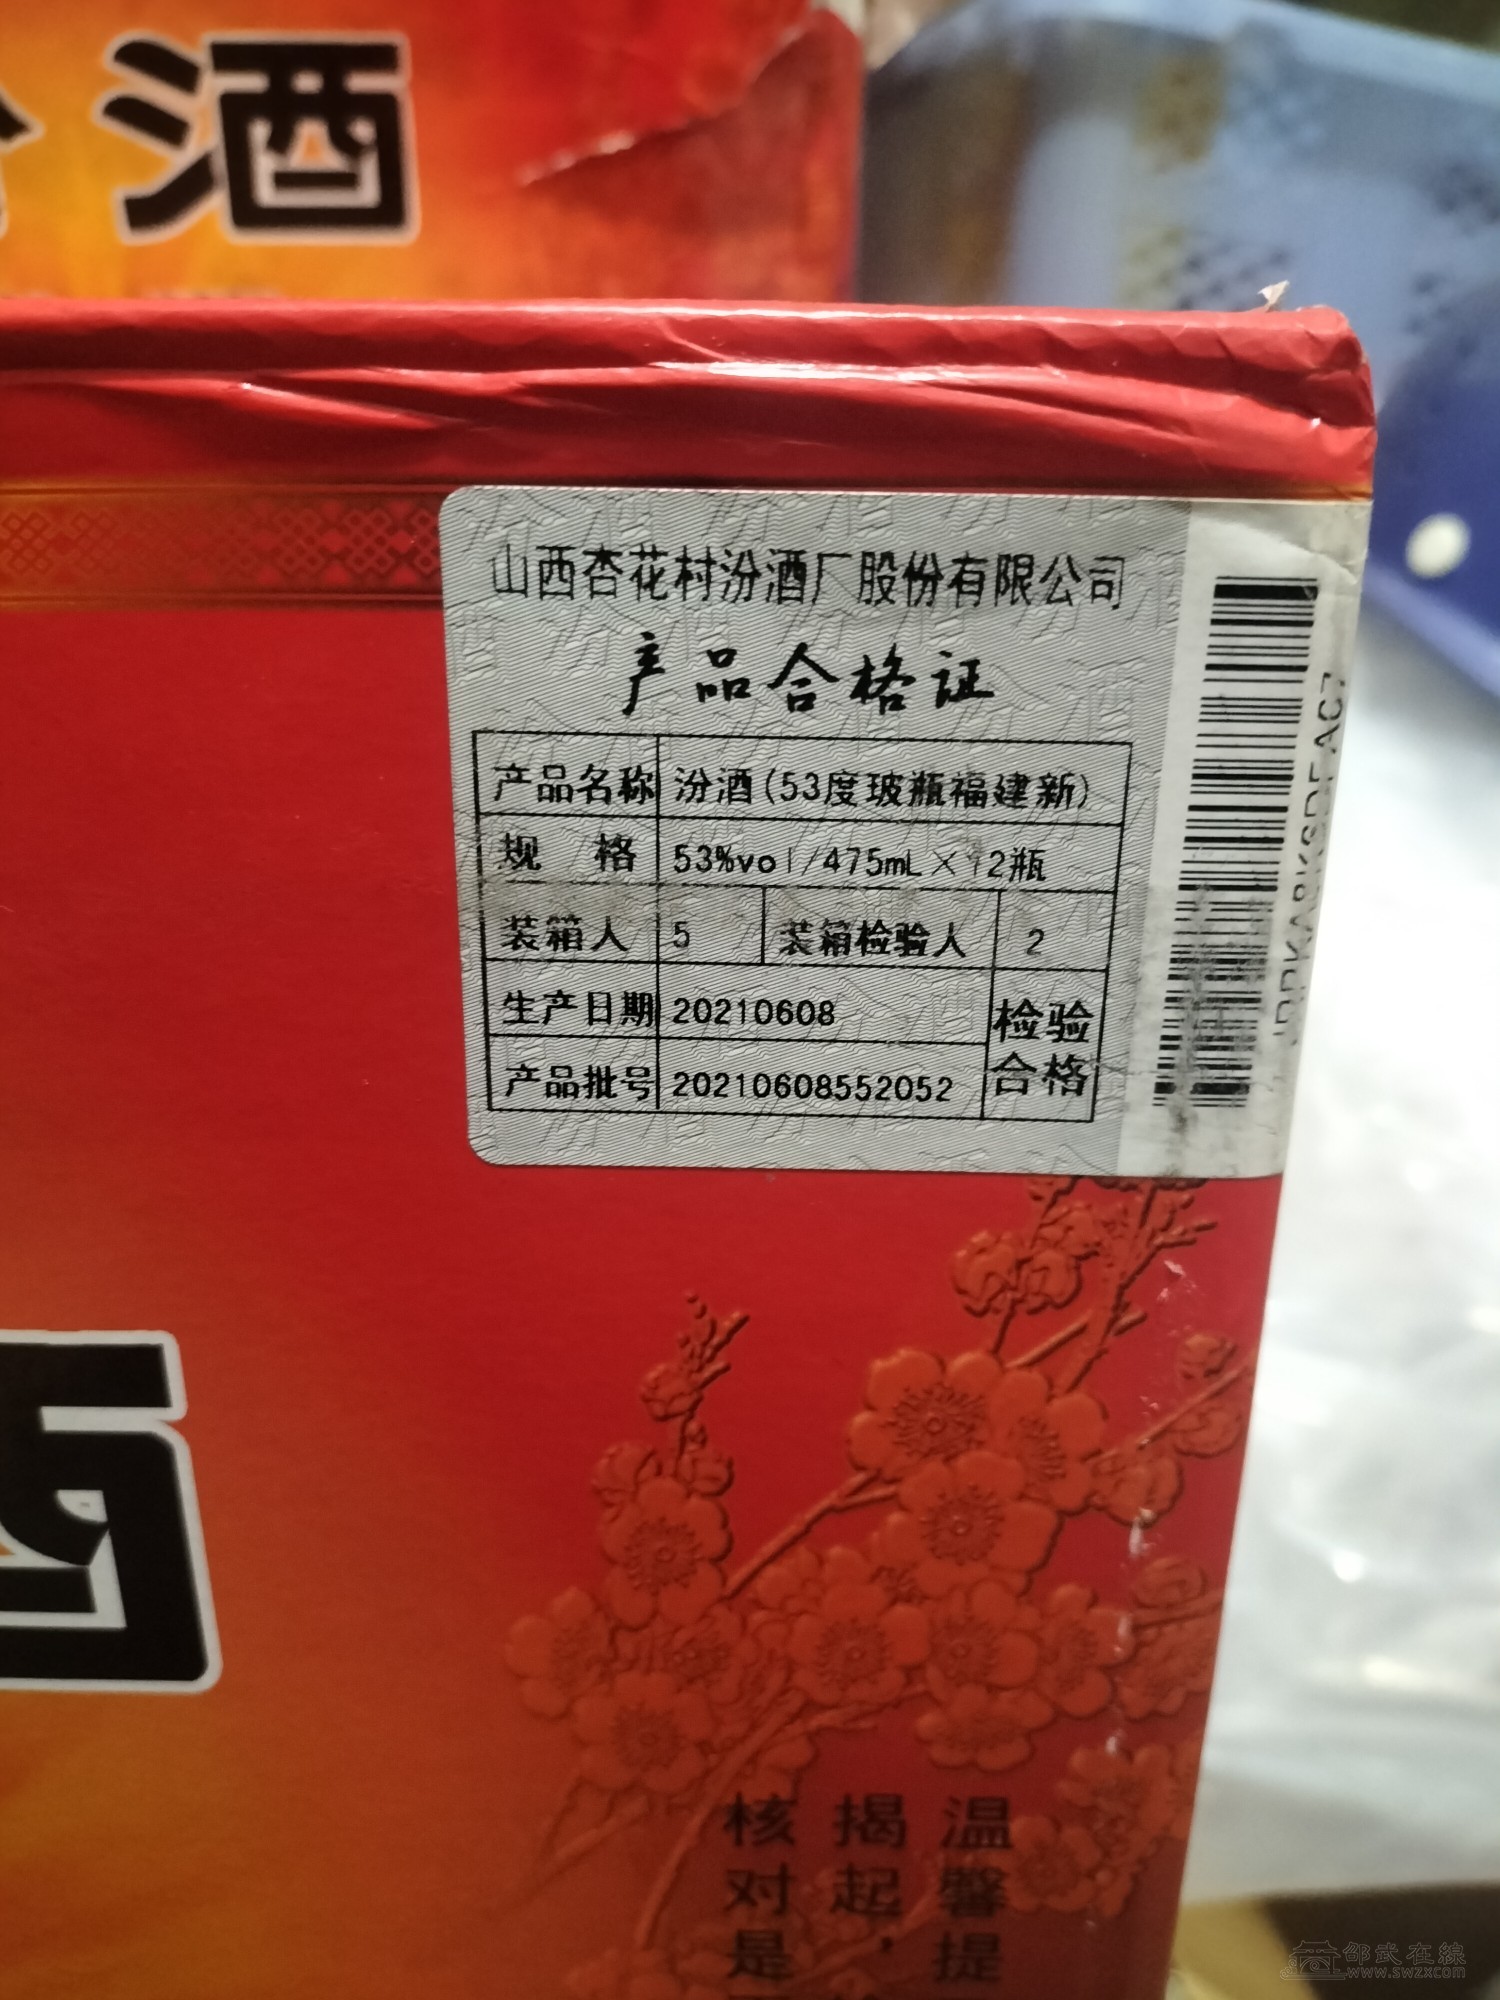 酒
山西杏花村汾酒厂股份有限公司
产品合格证
产品名称 汾酒(53度玻瓶福建新)
规 格 53%vol/475mL×12瓶
装箱人 5 装箱检验人 2
生产日期 20210608 检验
产品批号 20210608552052 合格
温馨提
揭起，
核对是
邵武在線
www.swzx.com